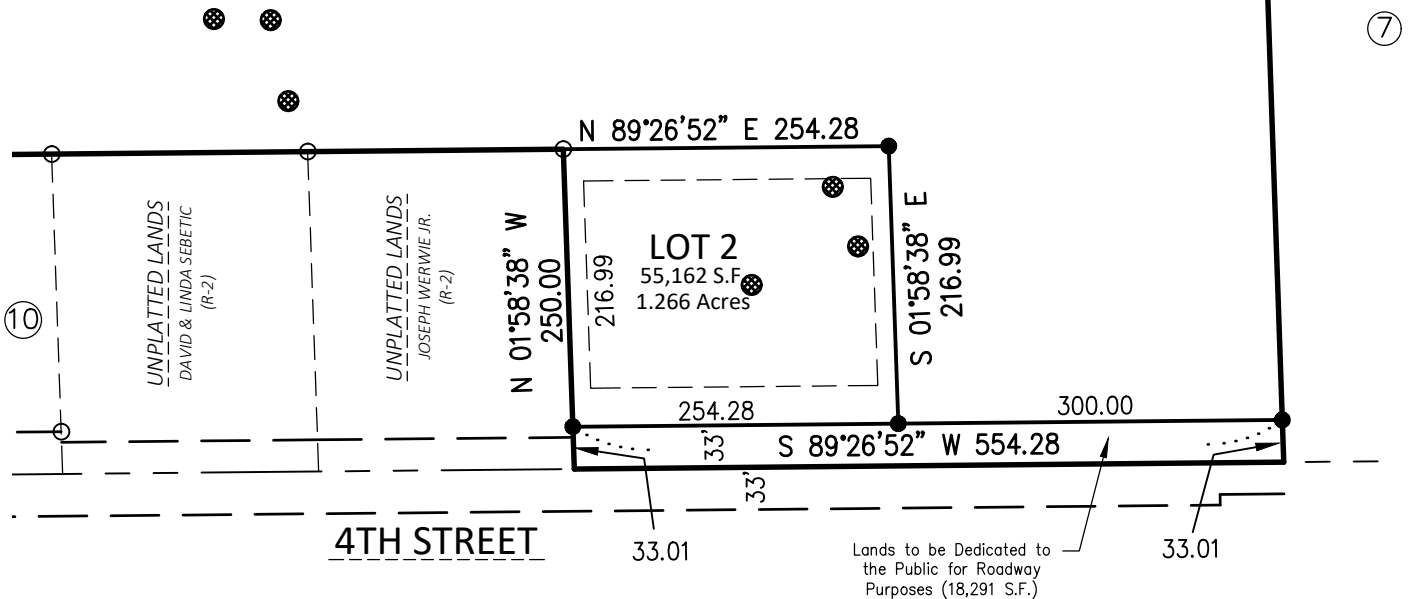 7
N 89°26’52” E 254.28
UNPLATTED LANDS
DAVID & LINDA SEBETIC
(R-2)
UNPLATTED LANDS
JOSEPH WERWIE JR.
(R-2)
N 01°58’38” W
250.00
216.99
LOT 2
55,162 S.F.
1.266 Acres
S 01°58’38” E
216.99
10
254.28
300.00
33'
S 89°26’52” W 554.28
33'
4TH STREET
33.01
Lands to be Dedicated to
the Public for Roadway
Purposes (18,291 S.F.)
33.01